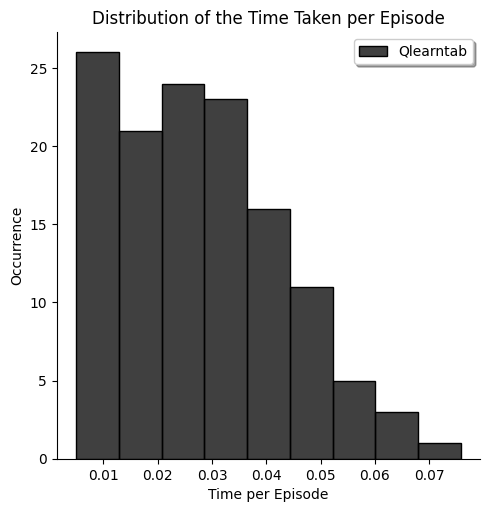 Distribution of the Time Taken per Episode
Qlearntab
25
20
15
10
5
0
Occurrence
0.01 0.02 0.03 0.04 0.05 0.06 0.07
Time per Episode